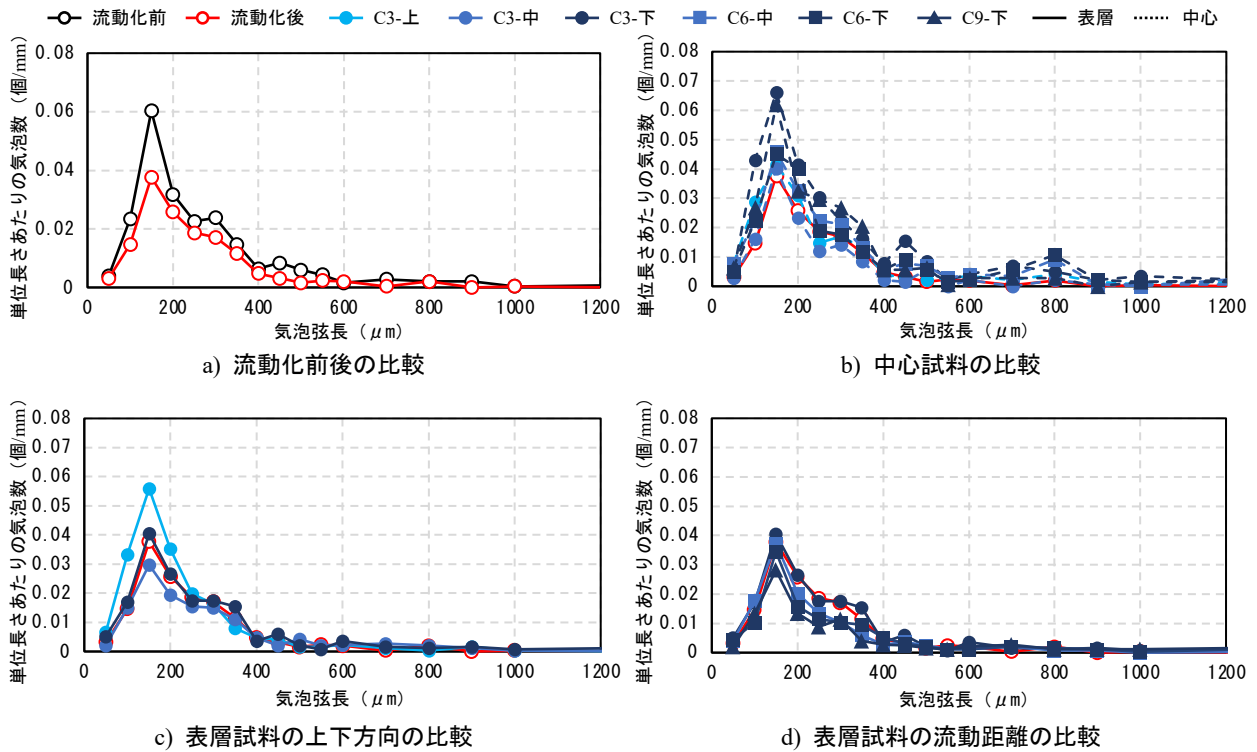 流動化前 流動化後 C3-上 C3-中 C3-下 C6-中 C6-下 C9-下 表層 中心
単位長さあたりの気泡数（個/mm）
0.08
0.06
0.04
0.02
0
0 200 400 600 800 1000 1200
気泡弦長（μm）
a) 流動化前後の比較
単位長さあたりの気泡数（個/mm）
0.08
0.07
0.06
0.05
0.04
0.03
0.02
0.01
0
0 200 400 600 800 1000 1200
気泡弦長（μm）
b) 中心試料の比較
単位長さあたりの気泡数（個/mm）
0.08
0.07
0.06
0.05
0.04
0.03
0.02
0.01
0
0 200 400 600 800 1000 1200
気泡弦長（μm）
c) 表層試料の上下方向の比較
単位長さあたりの気泡数（個/mm）
0.08
0.07
0.06
0.05
0.04
0.03
0.02
0.01
0
0 200 400 600 800 1000 1200
気泡弦長（μm）
d) 表層試料の流動距離の比較